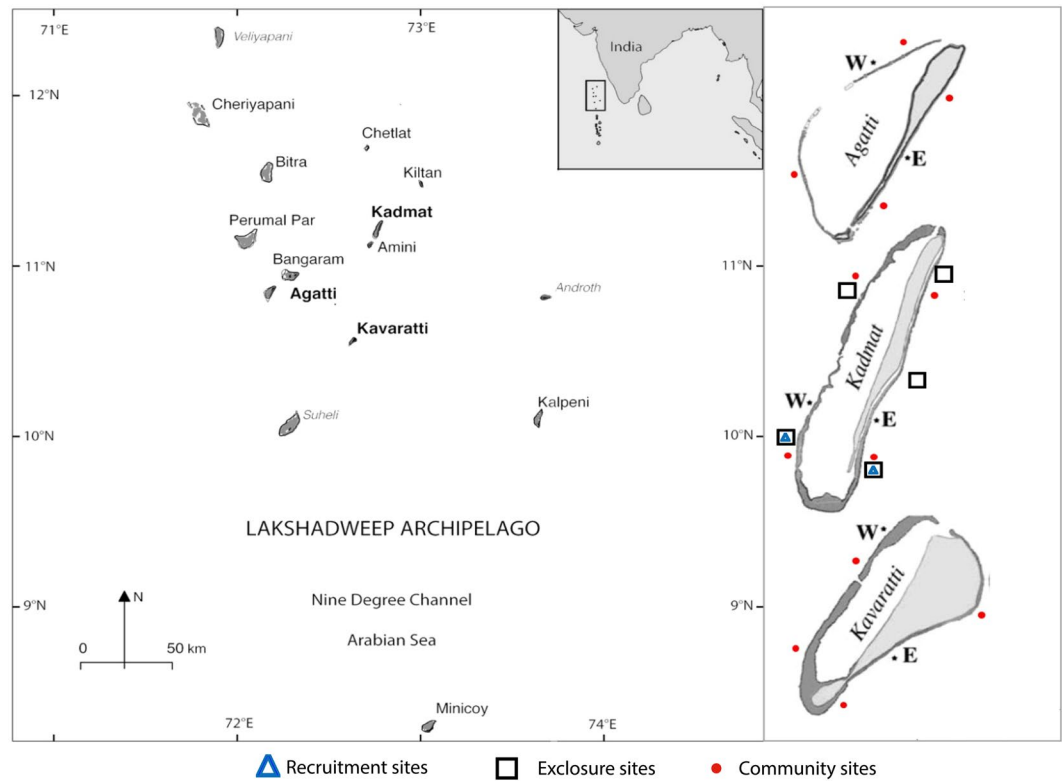 71°E
73°E
Veliyapani
India
W
12°N
Cheriyapani
Agatti
Chetlat
E
Bitra
Kiltan
Kadmat
Perumal Par
Amini
Bangaram
11°N
11°N
Agatti
Androth
Kavaratti
Kadmat
W
Suheli
Kalpeni
E
10°N
10°N
LAKSHADWEEP ARCHIPELAGO
W
Kavaratti
N
Nine Degree Channel
9°N
9°N
Arabian Sea
0 50 km
E
Minicoy
72°E
74°E
Recruitment sites
Exclosure sites
Community sites